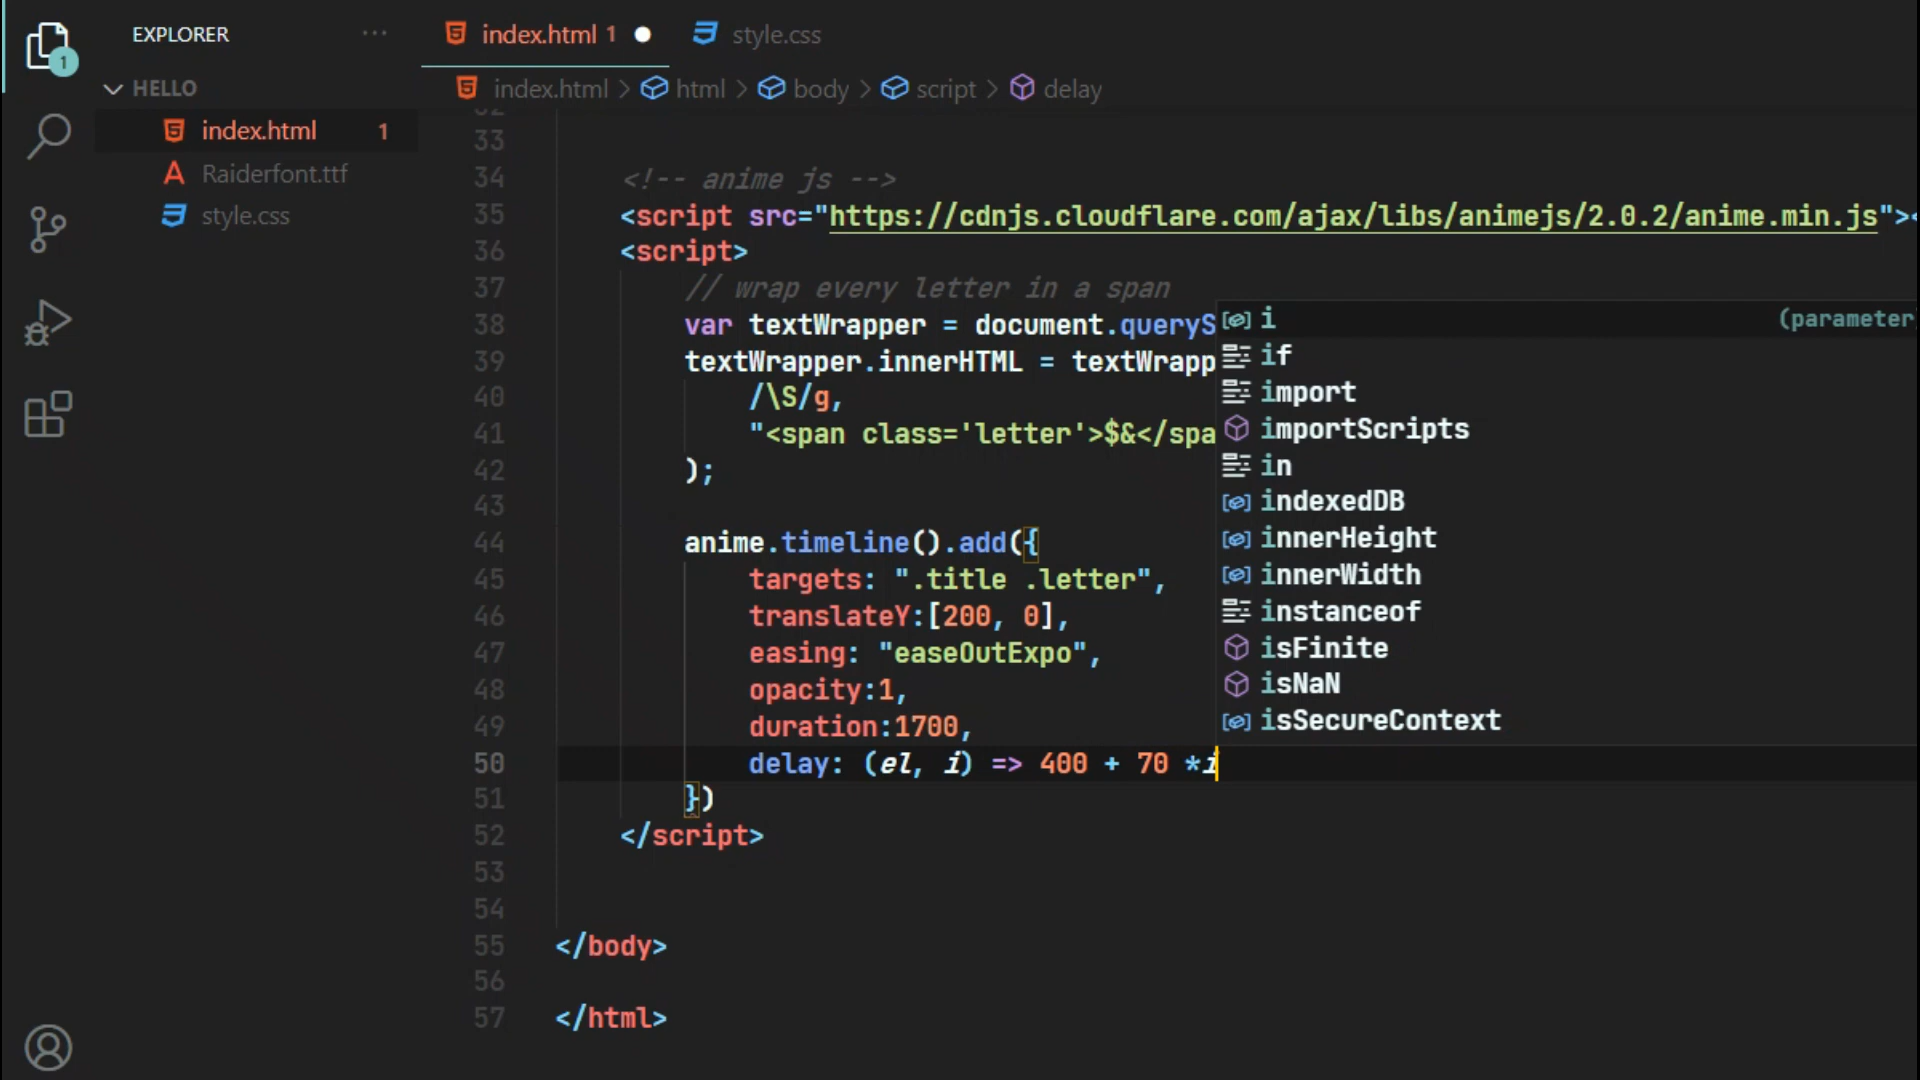 EXPLORER ···
index.html 1
style.css
1
HELLO
index.html > html > body > script > delay
index.html 1
Raiderfont.ttf
style.css
33
34 <!-- anime js -->
35 <script src="https://cdnjs.cloudflare.com/ajax/libs/animejs/2.0.2/anime.min.js"><
36 <script>
37 // wrap every letter in a span
38 var textWrapper = document.queryS
39 textWrapper.innerHTML = textWrapp
40 /\S/g,
41 "<span class='letter'>$&</spa
42 );
43
44 anime.timeline().add({
45 targets: ".title .letter",
46 translateY:[200, 0],
47 easing: "easeOutExpo",
48 opacity:1,
49 duration:1700,
50 delay: (el, i) => 400 + 70 *i
51 })
52 </script>
53
54
55 </body>
56
57 </html>
i (parameter
if
import
importScripts
in
indexedDB
innerHeight
innerWidth
instanceof
isFinite
isNaN
isSecureContext